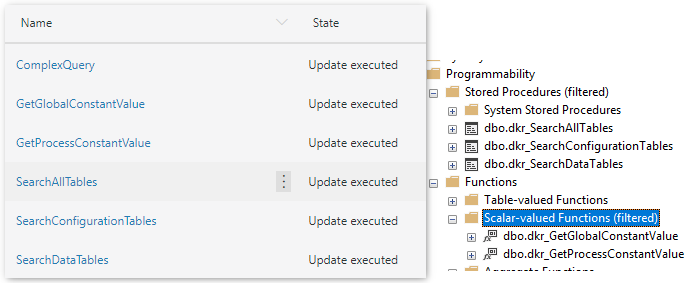 Name State
ComplexQuery Update executed
GetGlobalConstantValue Update executed
GetProcessConstantValue Update executed
SearchAllTables Update executed
SearchConfigurationTables Update executed
SearchDataTables Update executed
Programmability
Stored Procedures (filtered)
System Stored Procedures
dbo.dkr_SearchAllTables
dbo.dkr_SearchConfigurationTables
dbo.dkr_SearchDataTables
Functions
Table-valued Functions
Scalar-valued Functions (filtered)
dbo.dkr_GetGlobalConstantValue
dbo.dkr_GetProcessConstantValue
Aggregate Functions